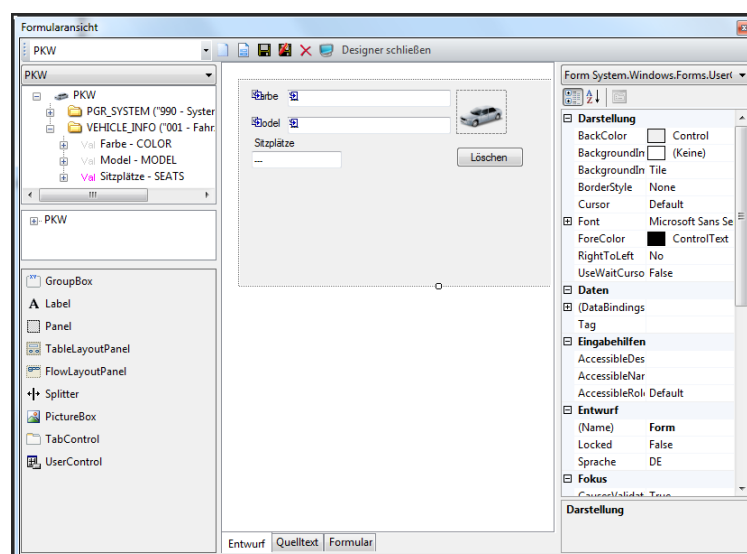 Formularansicht
PKW
Designer schließen
PKW
PKW
PGR_SYSTEM ("990 - Syster
VEHICLE_INFO ("001 - Fahr.
Val Farbe - COLOR
Val Model - MODEL
Val Sitzplätze - SEATS
PKW
GroupBox
A Label
Panel
TableLayoutPanel
FlowLayoutPanel
Splitter
PictureBox
TabControl
UserControl
arbe
odel
Sitzplätze
---
Löschen
Entwurf Quelltext Formular
Form System.Windows.Forms.User(
Darstellung
BackColor Control
BackgroundIn (Keine)
BackgroundIn Tile
BorderStyle None
Cursor Default
Font Microsoft Sans Se
ForeColor ControlText
RightToLeft No
UseWaitCurso False
Daten
(DataBindings
Tag
Eingabehilfen
AccessibleDes
AccessibleNar
AccessibleRole Default
Entwurf
(Name) Form
Locked False
Sprache DE
Fokus
CausesValidat True
Darstellung